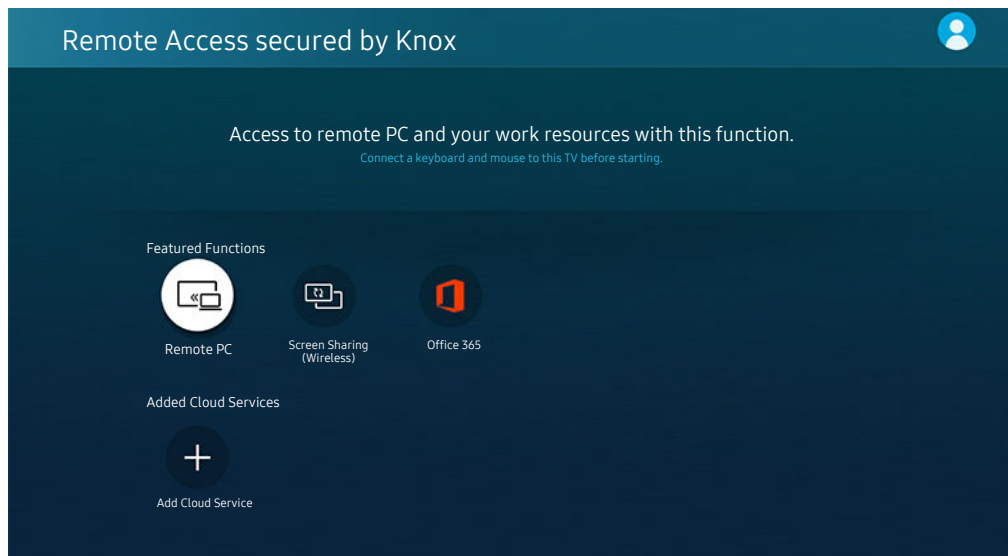 Remote Access secured by Knox
Access to remote PC and your work resources with this function.
Connect a keyboard and mouse to this TV before starting.
Featured Functions
Remote PC
Screen Sharing
(Wireless)
Office 365
Added Cloud Services
Add Cloud Service